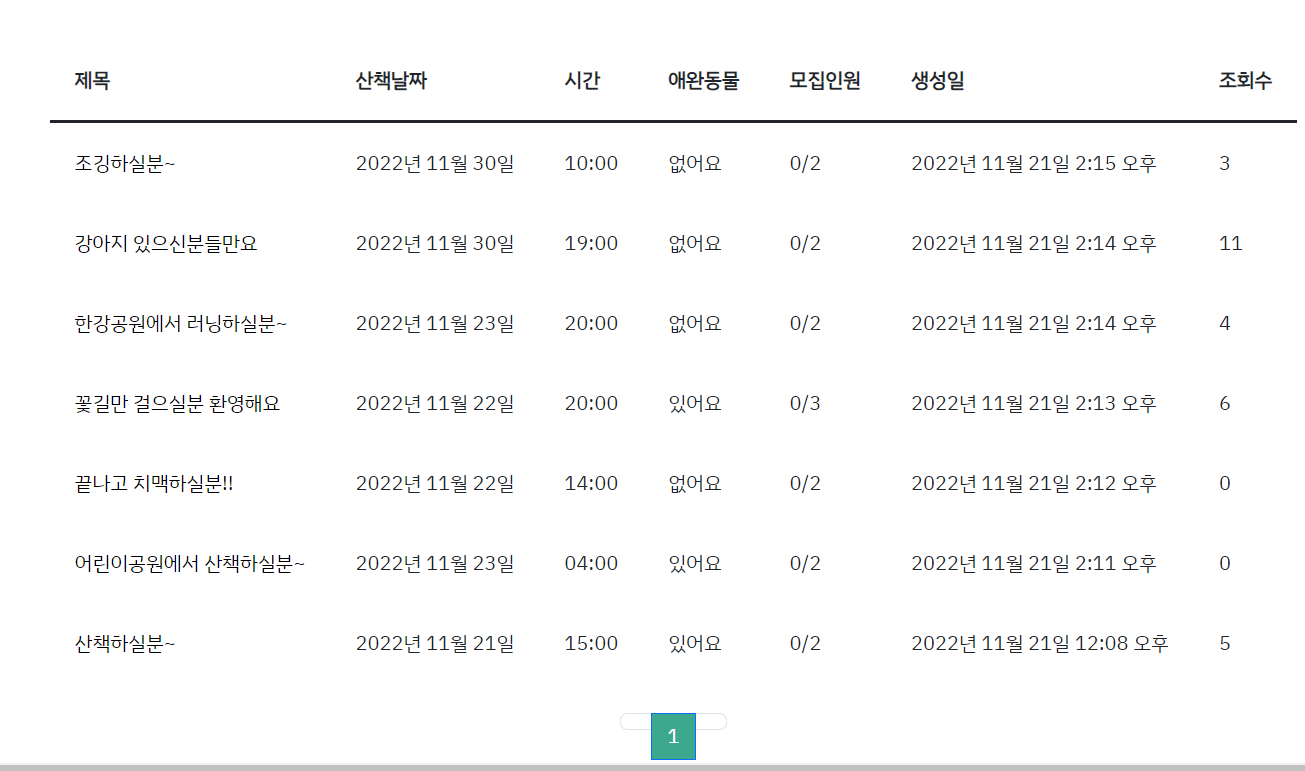 제목 산책날짜 시간 애완동물 모집인원 생성일 조회수
조깅하실분~ 2022년 11월 30일 10:00 없어요 0/2 2022년 11월 21일 2:15 오후 3
강아지 있으신분들만요 2022년 11월 30일 19:00 없어요 0/2 2022년 11월 21일 2:14 오후 11
한강공원에서 러닝하실분~ 2022년 11월 23일 20:00 없어요 0/2 2022년 11월 21일 2:14 오후 4
꽃길만 걸으실분 환영해요 2022년 11월 22일 20:00 있어요 0/3 2022년 11월 21일 2:13 오후 6
끝나고 치맥하실분!! 2022년 11월 22일 14:00 없어요 0/2 2022년 11월 21일 2:12 오후 0
어린이공원에서 산책하실분~ 2022년 11월 23일 04:00 있어요 0/2 2022년 11월 21일 2:11 오후 0
산책하실분~ 2022년 11월 21일 15:00 있어요 0/2 2022년 11월 21일 12:08 오후 5
1